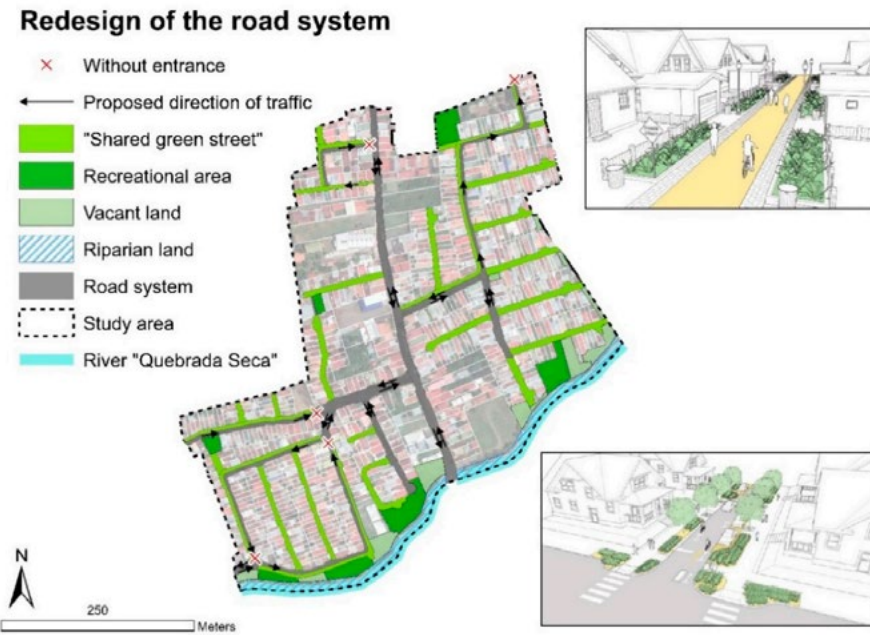 Redesign of the road system
Without entrance
Proposed direction of traffic
"Shared green street"
Recreational area
Vacant land
Riparian land
Road system
Study area
River "Quebrada Seca"
N
250
Meters